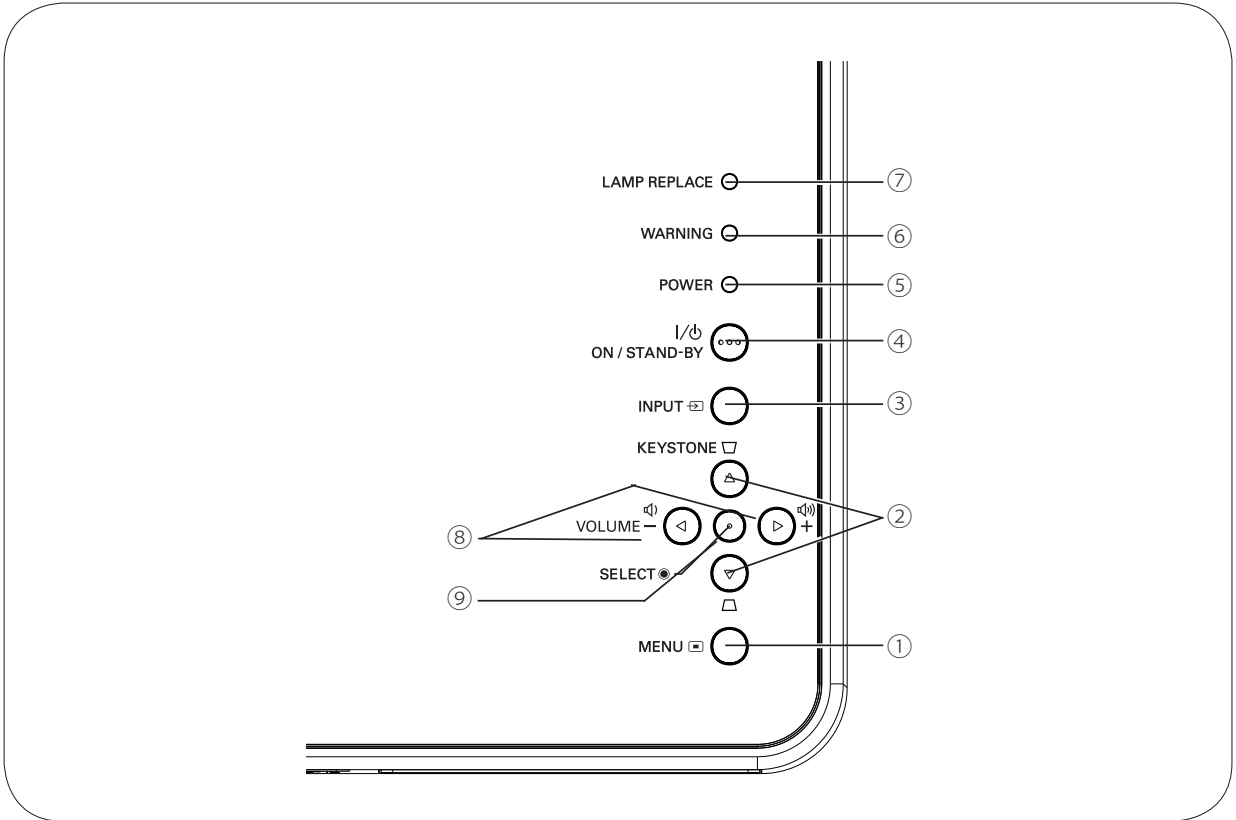 LAMP REPLACE ⑦
WARNING ⑥
POWER ⑤
I/⏻
ON / STAND-BY ④
INPUT ③
KEYSTONE
②
VOLUME − +
⑧
SELECT
⑨
MENU ①